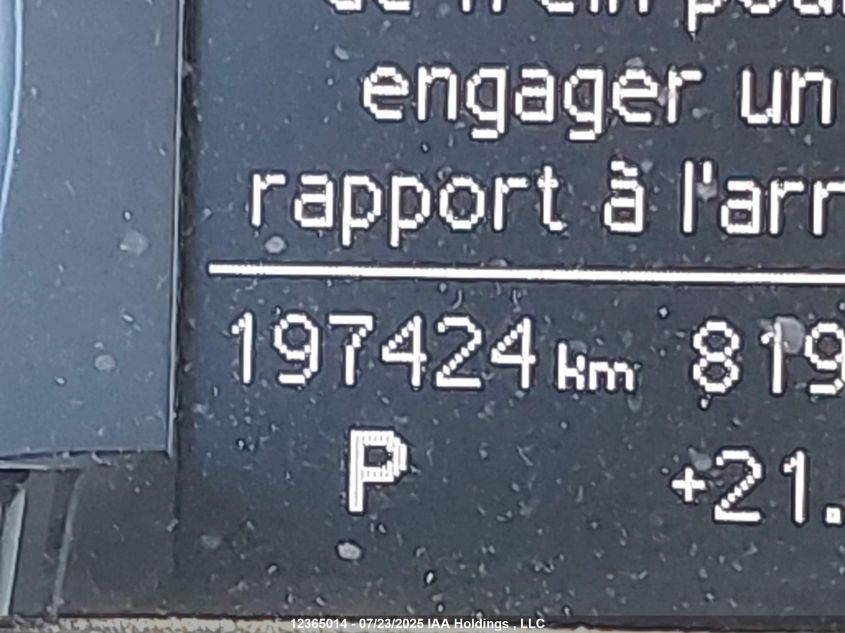 engager un
rapport à l'arr
197424 km 819
P +21.
12365014 - 07/23/2025 IAA Holdings , LLC